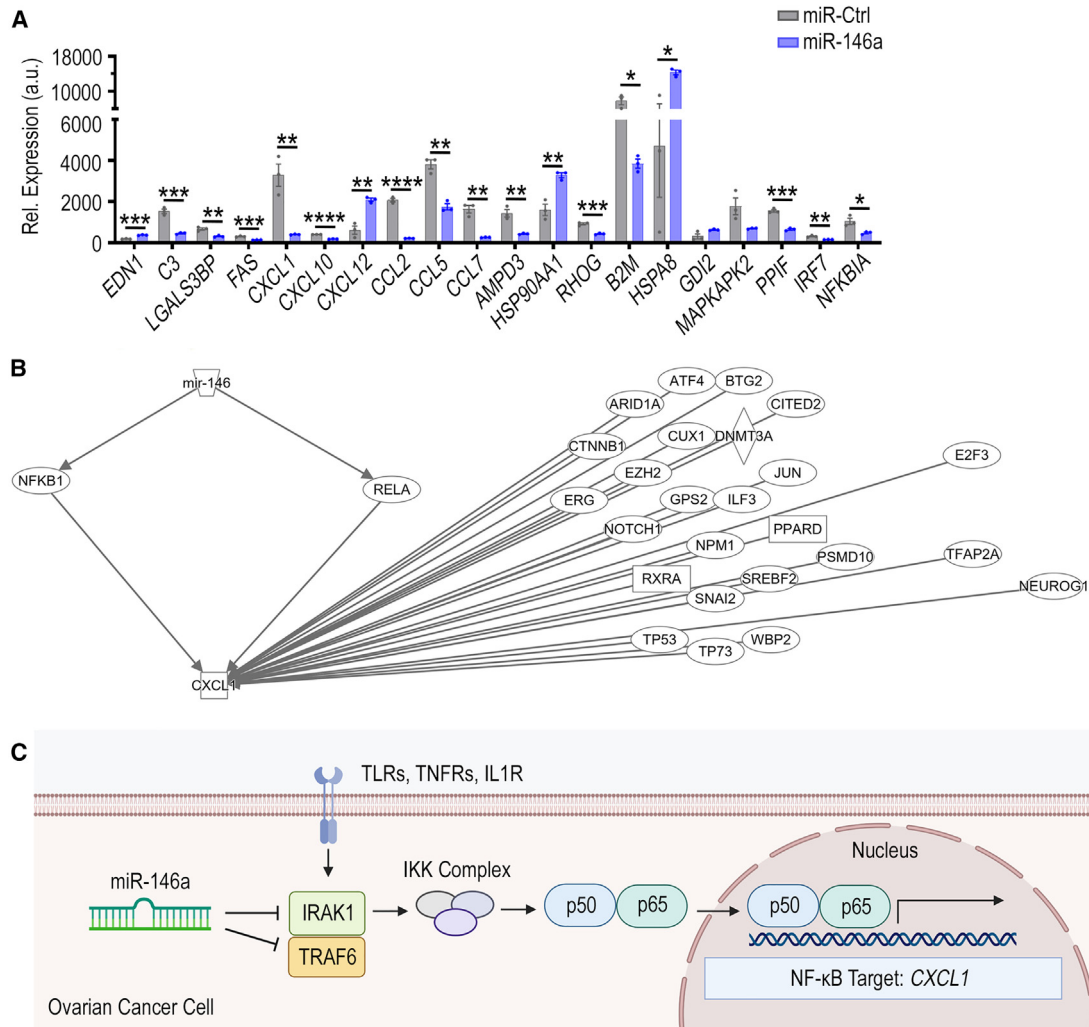 A
miR-Ctrl
miR-146a
Rel. Expression (a.u.)
18000
14000
10000
6000
4000
2000
0
*** *** ** *** ** **** ** **** ** ** ** ** *** * * *** ** *
EDN1
C3
LGALS3BP
FAS
CXCL1
CXCL10
CXCL12
CCL2
CCL5
CCL7
AMPD3
HSP90AA1
RHOG
B2M
HSPA8
GDI2
MAPKAPK2
PPIF
IRF7
NFKBIA
B
mir-146
NFKB1
RELA
CXCL1
ATF4
BTG2
ARID1A
CITED2
CTNNB1
CUX1
DNMT3A
E2F3
EZH2
JUN
ERG
GPS2
ILF3
NOTCH1
PPARD
NPM1
PSMD10
TFAP2A
RXRA
SREBF2
NEUROG1
SNAI2
TP53
WBP2
TP73
C
TLRs, TNFRs, IL1R
Nucleus
miR-146a
IKK Complex
IRAK1
TRAF6
p50
p65
p50
p65
NF-κB Target: CXCL1
Ovarian Cancer Cell